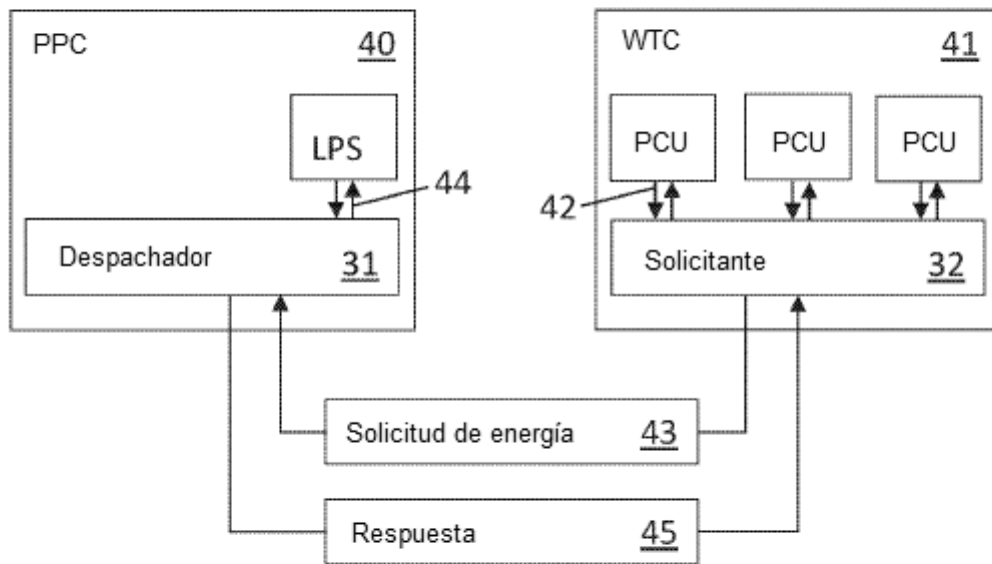 PPC 40
WTC 41
LPS
PCU PCU PCU
44
42
Despachador 31
Solicitante 32
Solicitud de energía 43
Respuesta 45